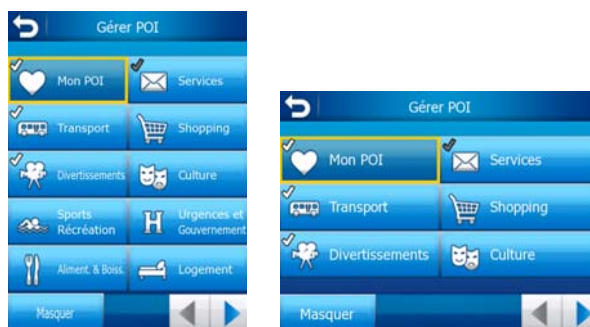 Gérer POI
Mon POI
Services
Transport
Shopping
Divertissements
Culture
Sports
Récréation
Urgences et
Gouvernement
Aliment. & Boiss.
Logement
Masquer
Gérer POI
Mon POI
Services
Transport
Shopping
Divertissements
Culture
Masquer